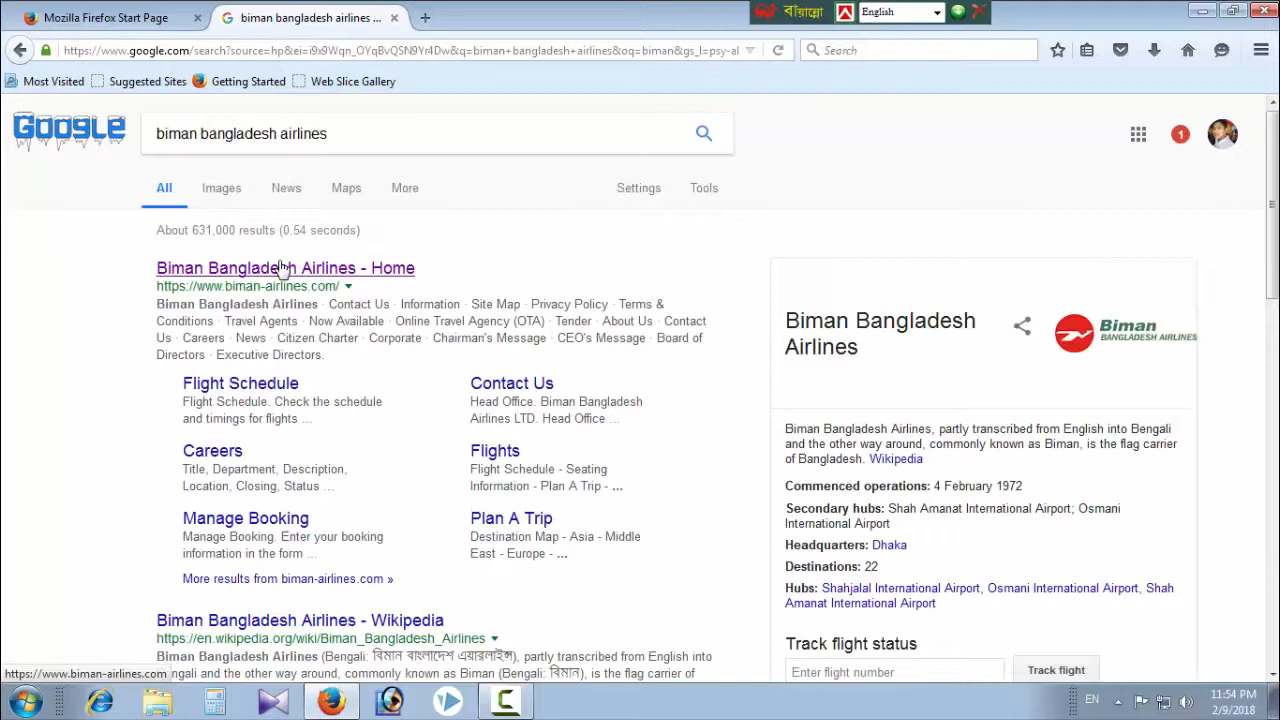 Mozilla Firefox Start Page
biman bangladesh airlines ...
বায়ান্নো
English
https://www.google.com/search?source=hp&ei=i9x9Wqn_OYqBvQSN9Yr4Dw&q=biman+bangladesh+airlines&oq=biman&gs_l=psy-al
Search
Most Visited
Suggested Sites
Getting Started
Web Slice Gallery
Google
biman bangladesh airlines
1
All
Images
News
Maps
More
Settings
Tools
About 631,000 results (0.54 seconds)
Biman Bangladesh Airlines - Home
https://www.biman-airlines.com/
Biman Bangladesh Airlines · Contact Us · Information · Site Map · Privacy Policy · Terms &
Conditions · Travel Agents · Now Available · Online Travel Agency (OTA) · Tender · About Us · Contact
Us · Careers · News · Citizen Charter · Corporate · Chairman's Message · CEO's Message · Board of
Directors · Executive Directors.
Flight Schedule
Flight Schedule. Check the schedule
and timings for flights ...
Contact Us
Head Office. Biman Bangladesh
Airlines LTD. Head Office ...
Careers
Title, Department, Description,
Location, Closing, Status ...
Flights
Flight Schedule - Seating
Information - Plan A Trip - ...
Manage Booking
Manage Booking. Enter your booking
information in the form ...
Plan A Trip
Destination Map - Asia - Middle
East - Europe - ...
More results from biman-airlines.com »
Biman Bangladesh Airlines - Wikipedia
https://en.wikipedia.org/wiki/Biman_Bangladesh_Airlines
Biman Bangladesh Airlines (Bengali: বিমান বাংলাদেশ এয়ারলাইন্স), partly transcribed from English into
ngali and the other way around, commonly known as Biman (Bengali: বিমান), is the flag carrier of
https://www.biman-airlines.com
Biman Bangladesh
Airlines
Biman
BANGLADESH AIRLINES
Biman Bangladesh Airlines, partly transcribed from English into Bengali
and the other way around, commonly known as Biman, is the flag carrier
of Bangladesh. Wikipedia
Commenced operations: 4 February 1972
Secondary hubs: Shah Amanat International Airport; Osmani
International Airport
Headquarters: Dhaka
Destinations: 22
Hubs: Shahjalal International Airport, Osmani International Airport, Shah
Amanat International Airport
Track flight status
Enter flight number
Track flight
EN
11:54 PM
2/9/2018